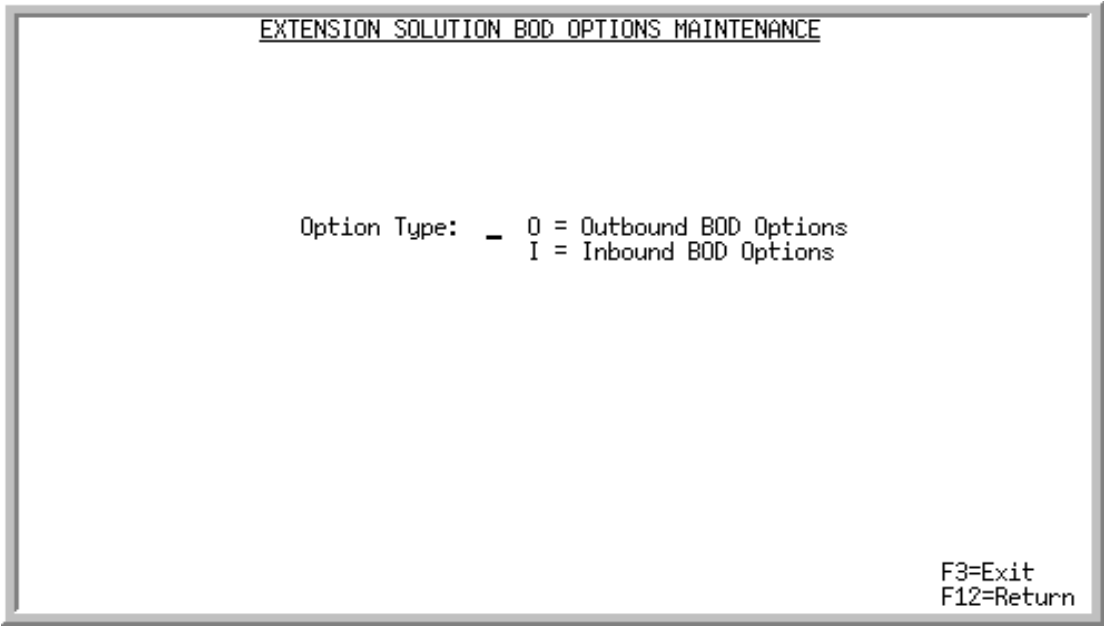 EXTENSION SOLUTION BOD OPTIONS MAINTENANCE
Option Type: _ O = Outbound BOD Options
I = Inbound BOD Options
F3=Exit
F12=Return